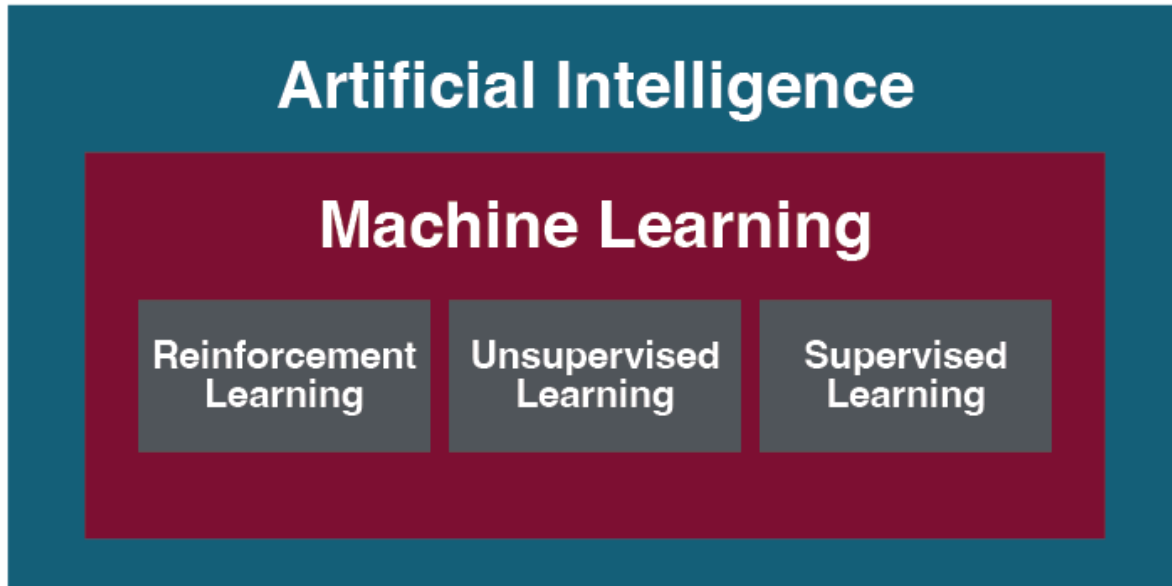 Artificial Intelligence
Machine Learning
Reinforcement
Learning
Unsupervised
Learning
Supervised
Learning